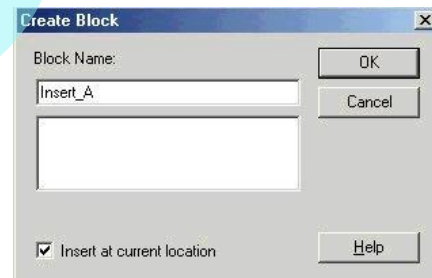 Create Block
Block Name:
OK
Insert_A
Cancel
Insert at current location
Help